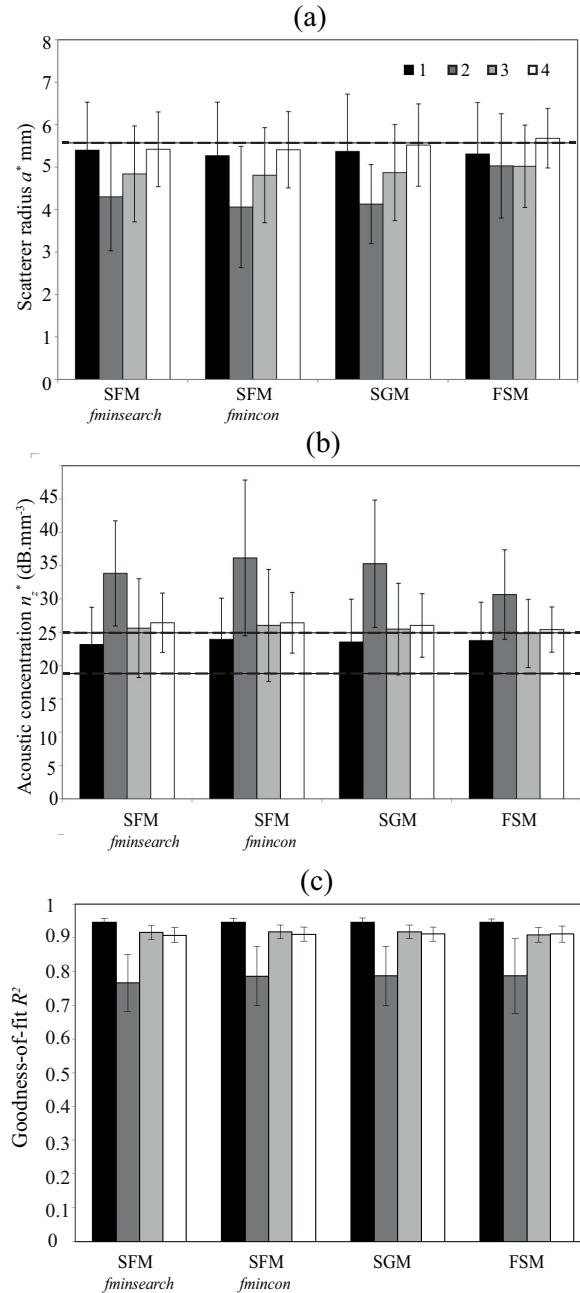 (a)
8
7
6
5
4
3
2
1
0
Scatterer radius a* mm
1 2 3 4
SFM SFM SGM FSM
fminsearch fmincon
(b)
45
40
35
30
25
20
15
10
5
0
Acoustic concentration n_z* (dB.mm⁻³)
SFM SFM SGM FSM
fminsearch fmincon
(c)
1
0.9
0.8
0.7
0.6
0.5
0.4
0.3
0.2
0.1
0
Goodness-of-fit R²
SFM SFM SGM FSM
fminsearch fmincon